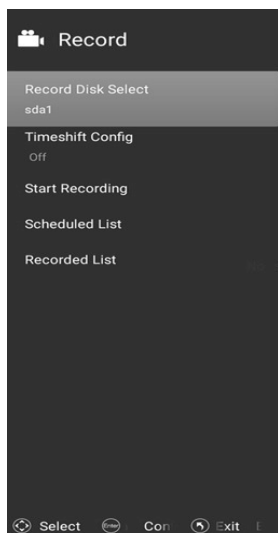 Record
Record Disk Select
sda1
Timeshift Config
Off
Start Recording
Scheduled List
Recorded List
Select Enter Con Exit E